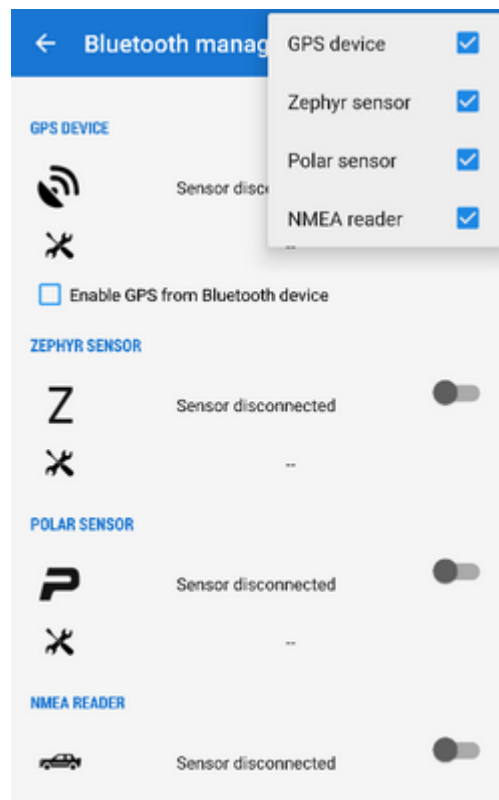 Bluetooth manag
GPS device
Zephyr sensor
Polar sensor
NMEA reader
GPS DEVICE
Sensor disco
--
Enable GPS from Bluetooth device
ZEPHYR SENSOR
Z
Sensor disconnected
--
POLAR SENSOR
P
Sensor disconnected
--
NMEA READER
Sensor disconnected